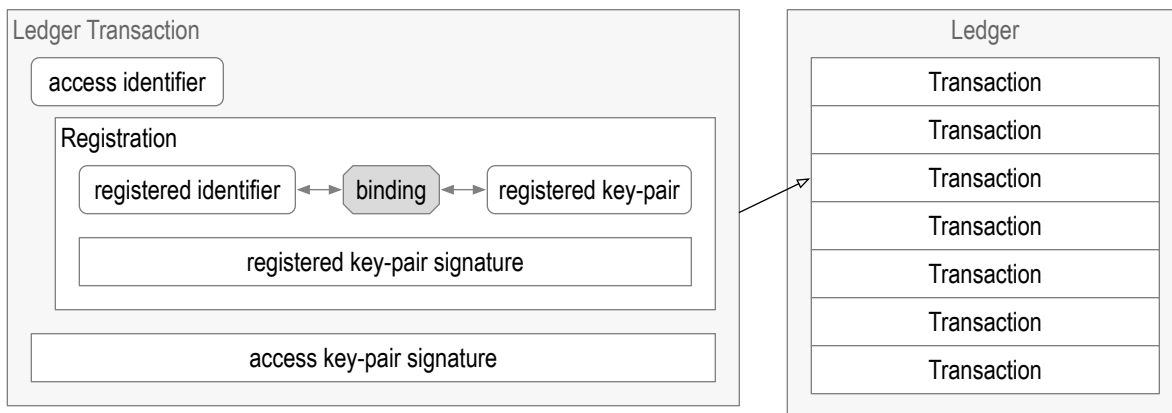 Ledger Transaction
access identifier
Registration
registered identifier
binding
registered key-pair
registered key-pair signature
access key-pair signature
Ledger
Transaction
Transaction
Transaction
Transaction
Transaction
Transaction
Transaction